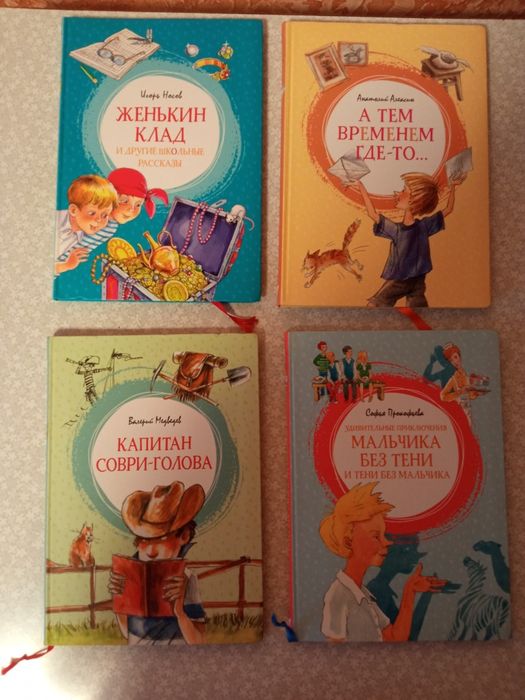 Игорь Носов
ЖЕНЬКИН
КЛАД
И ДРУГИЕ ШКОЛЬНЫЕ
РАССКАЗЫ
Анатолий Алексин
А ТЕМ
ВРЕМЕНЕМ
ГДЕ-ТО...
Валерий Медведев
КАПИТАН
СОВРИ-ГОЛОВА
Софья Прокофьева
УДИВИТЕЛЬНЫЕ ПРИКЛЮЧЕНИЯ
МАЛЬЧИКА
БЕЗ ТЕНИ
И ТЕНИ БЕЗ МАЛЬЧИКА